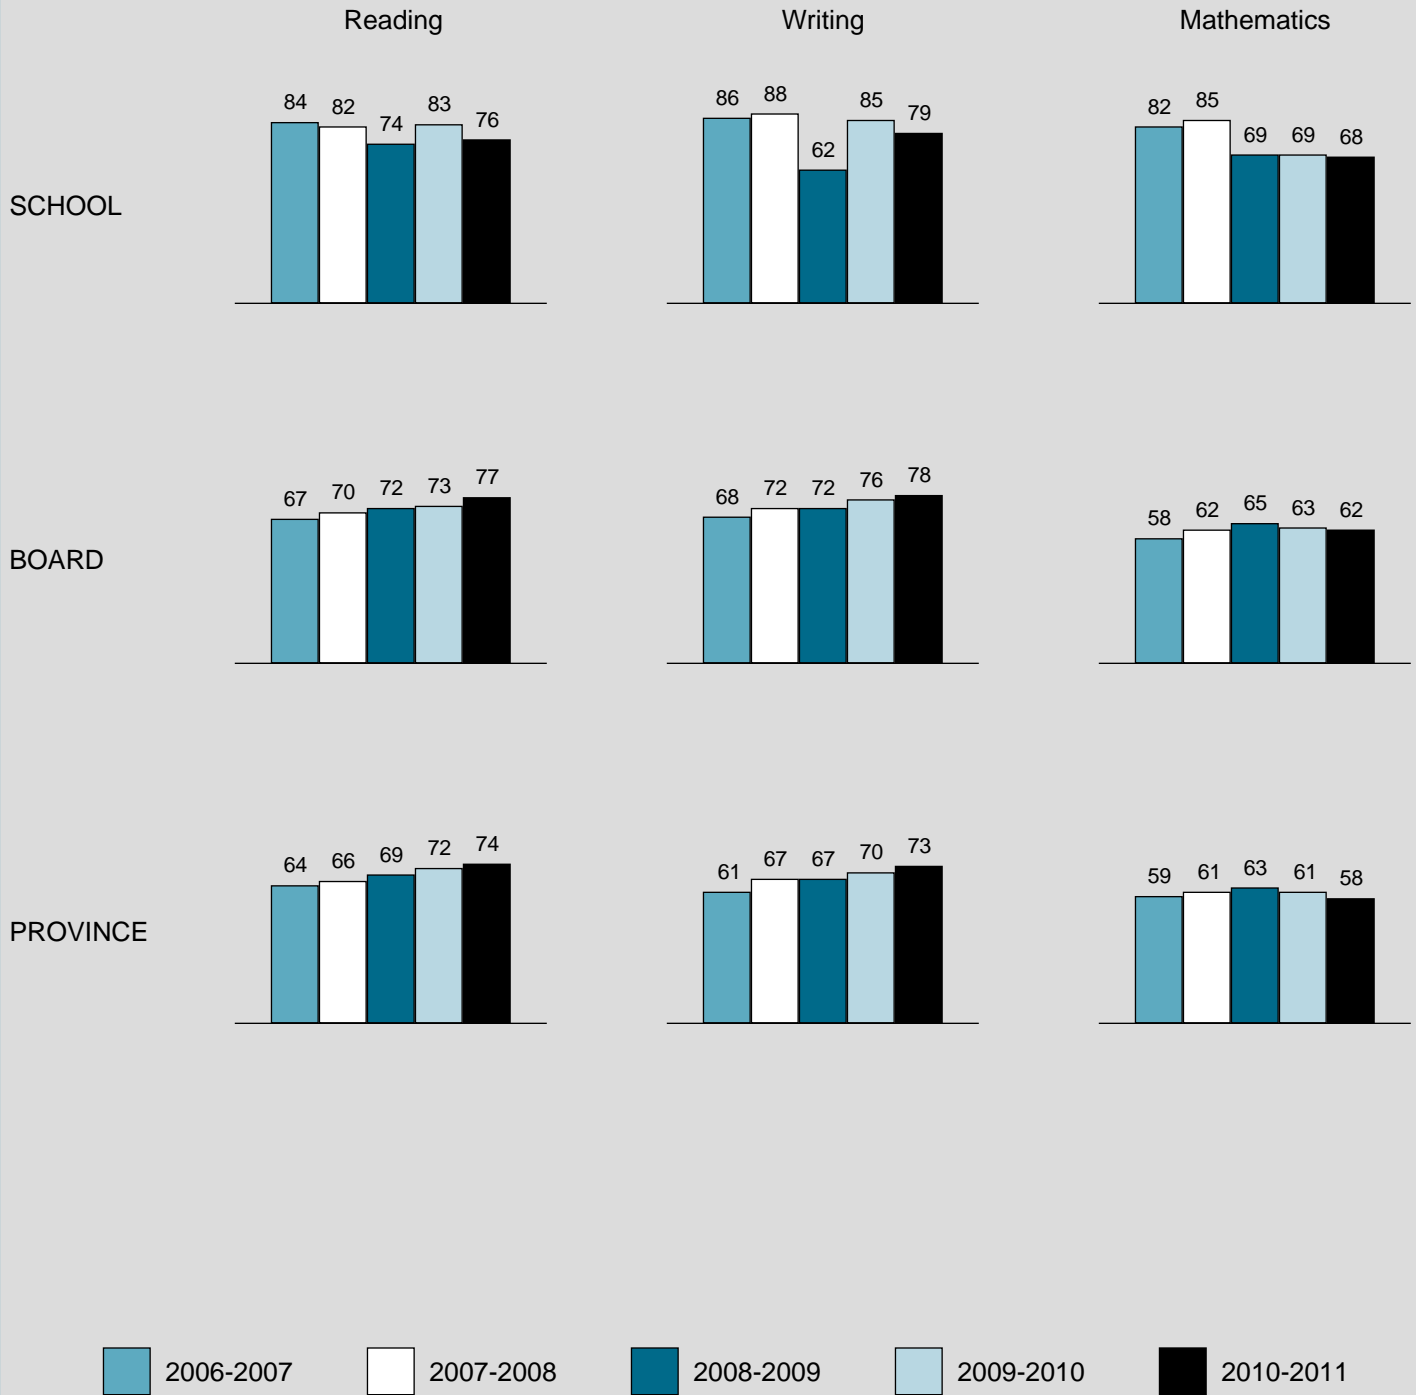 Reading Writing Mathematics
SCHOOL
84 82 74 83 76
86 88 62 85 79
82 85 69 69 68
BOARD
67 70 72 73 77
68 72 72 76 78
58 62 65 63 62
PROVINCE
64 66 69 72 74
61 67 67 70 73
59 61 63 61 58
2006-2007 2007-2008 2008-2009 2009-2010 2010-2011